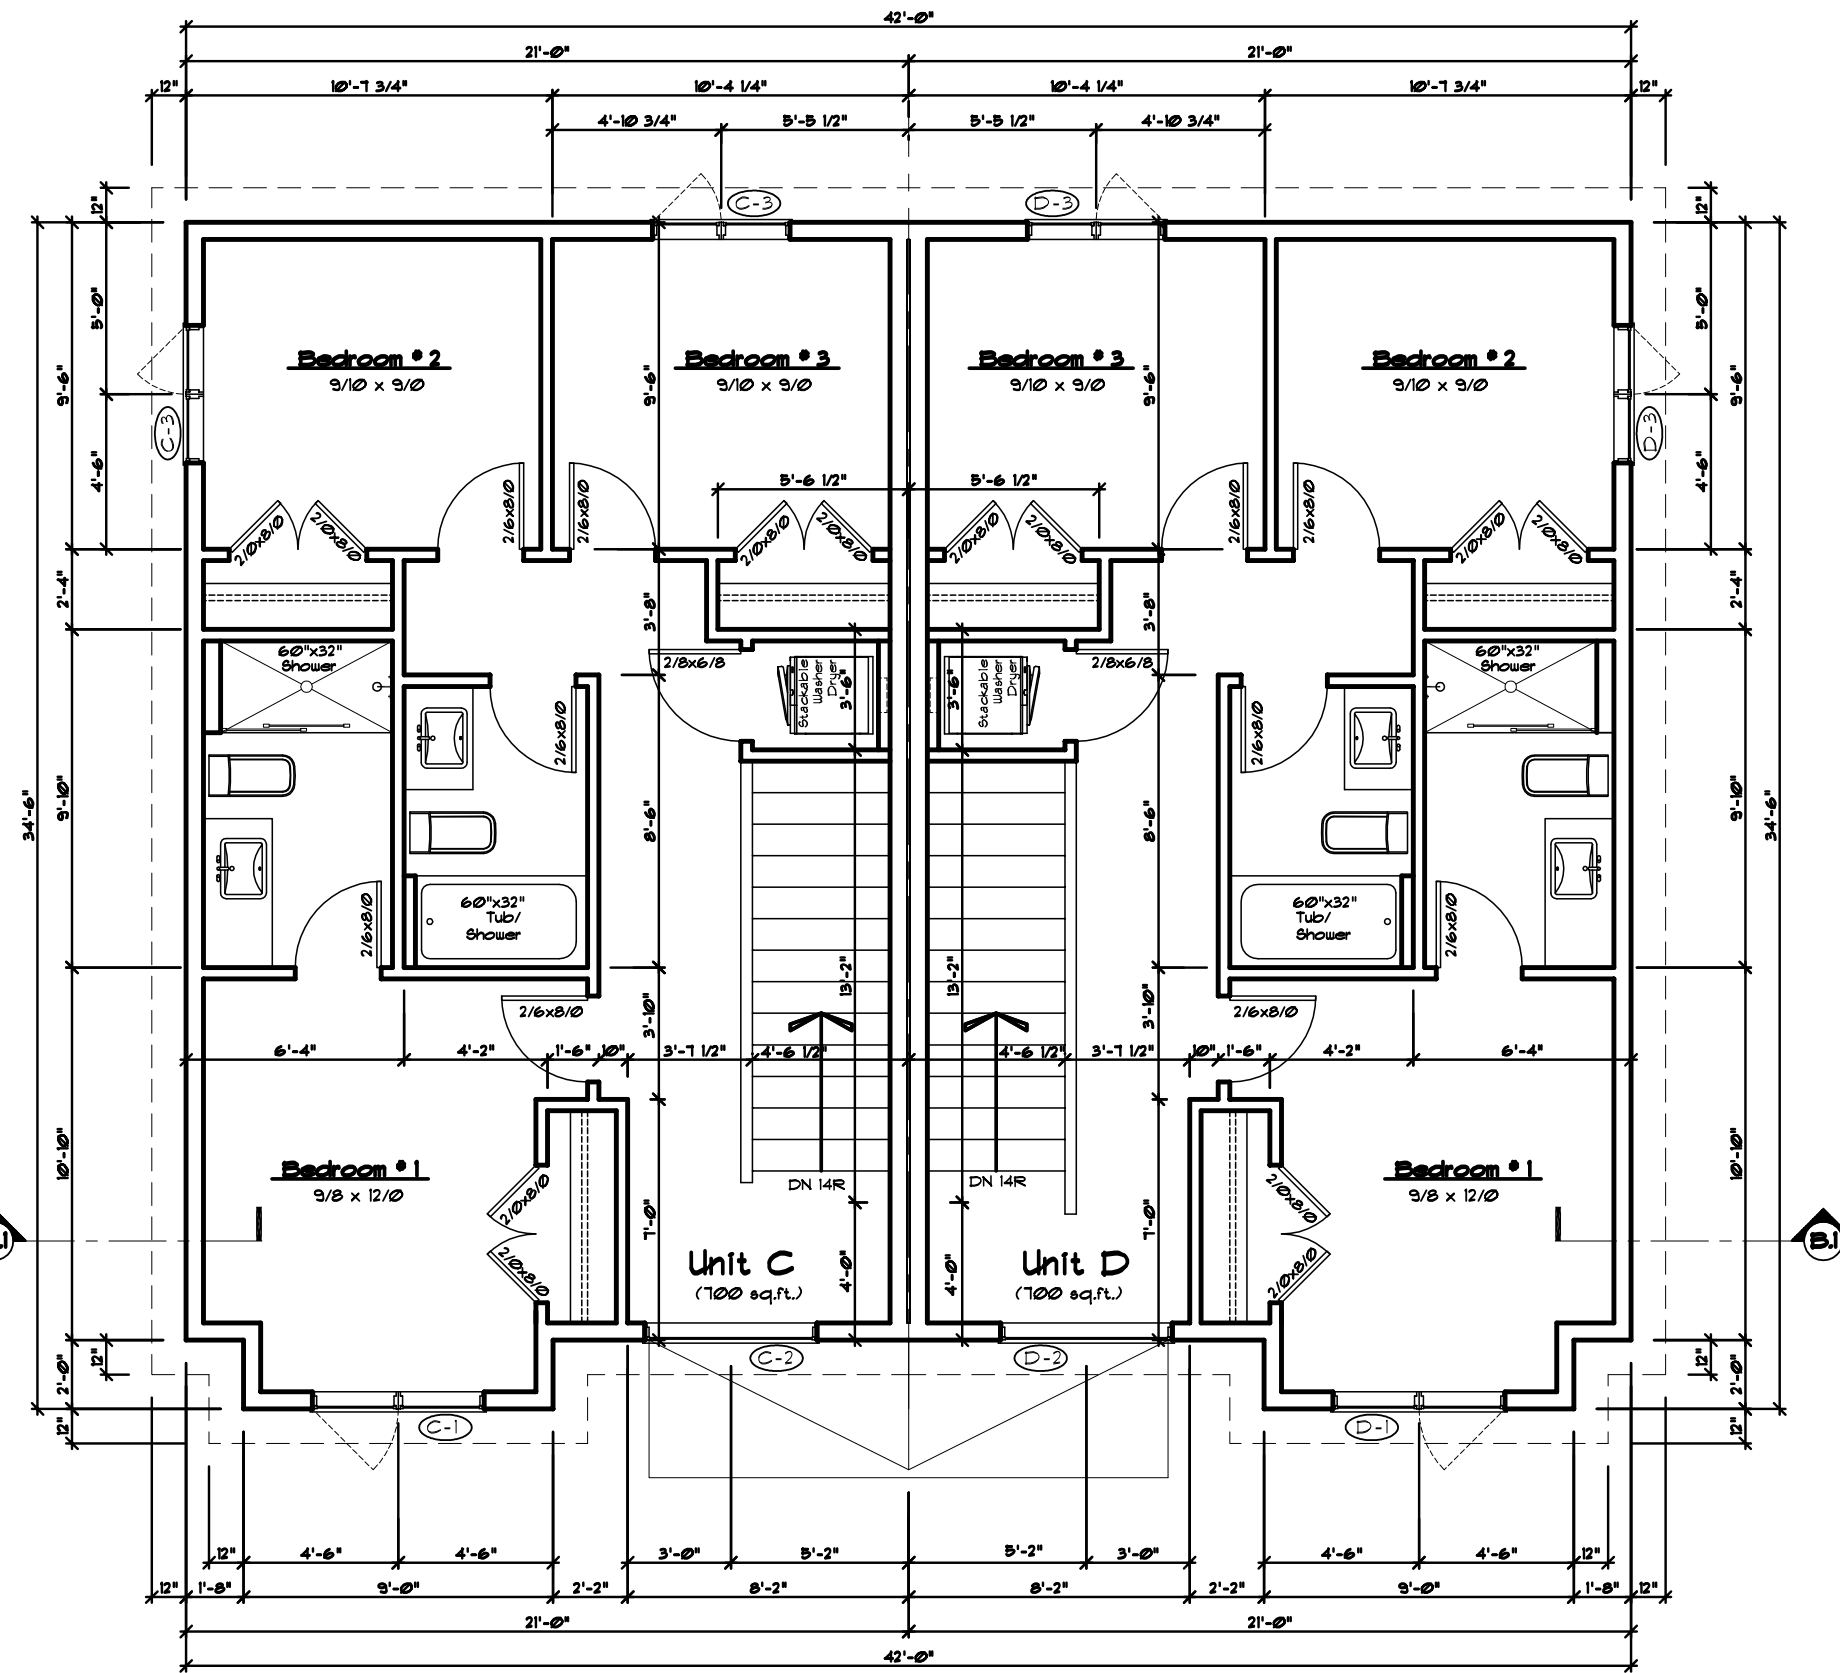 42'-0"
21'-0" 21'-0"
12" 10'-7 3/4" 10'-4 1/4" 10'-4 1/4" 10'-7 3/4" 12"
4'-10 3/4" 5'-5 1/2" 5'-5 1/2" 4'-10 3/4"
12" C-3 D-3 12"
5'-0" 5'-0"
Bedroom # 2 Bedroom # 3 Bedroom # 3 Bedroom # 2
9/10 x 9/0 9/10 x 9/0 9/10 x 9/0 9/10 x 9/0
9'-6" 9'-6" 9'-6" 9'-6"
C-3 D-3
4'-6" 5'-6 1/2" 5'-6 1/2" 4'-6"
2/6x8/0 2/6x8/0 2/6x8/0 2/6x8/0
2/0x8/0 2/0x8/0 2/0x8/0 2/0x8/0 2/0x8/0 2/0x8/0 2/0x8/0 2/0x8/0
2'-4" 3'-8" 3'-8" 2'-4"
60"x32" 60"x32"
Shower Shower
2/8x6/8 2/8x6/8
Stackable Stackable
Washer Washer
Dryer Dryer
3'-6" 3'-6"
2/6x8/0 2/6x8/0
34'-6" 9'-10" 8'-6" 8'-6" 9'-10" 34'-6"
60"x32" 60"x32"
Tub/ Tub/
Shower Shower
2/6x8/0 2/6x8/0
13'-2" 13'-2"
2/6x8/0 3'-10" 3'-10" 2/6x8/0
6'-4" 4'-2" 1'-6" 10" 3'-7 1/2" 4'-6 1/2" 4'-6 1/2" 3'-7 1/2" 10" 1'-6" 4'-2" 6'-4"
10'-10" 10'-10"
Bedroom # 1 Bedroom # 1
9/8 x 12/0 9/8 x 12/0
DN 14R DN 14R
2/0x8/0 2/0x8/0
2/0x8/0 2/0x8/0
7'-0" 7'-0"
B.1
Unit C Unit D
(700 sq.ft.) (700 sq.ft.)
4'-0" 4'-0"
C-2 D-2
12" 12"
2'-0" 2'-0"
C-1 D-1
12" 12"
12" 4'-6" 4'-6" 3'-0" 5'-2" 5'-2" 3'-0" 4'-6" 4'-6" 12"
12" 1'-8" 9'-0" 2'-2" 8'-2" 8'-2" 2'-2" 9'-0" 1'-8" 12"
21'-0" 21'-0"
42'-0"